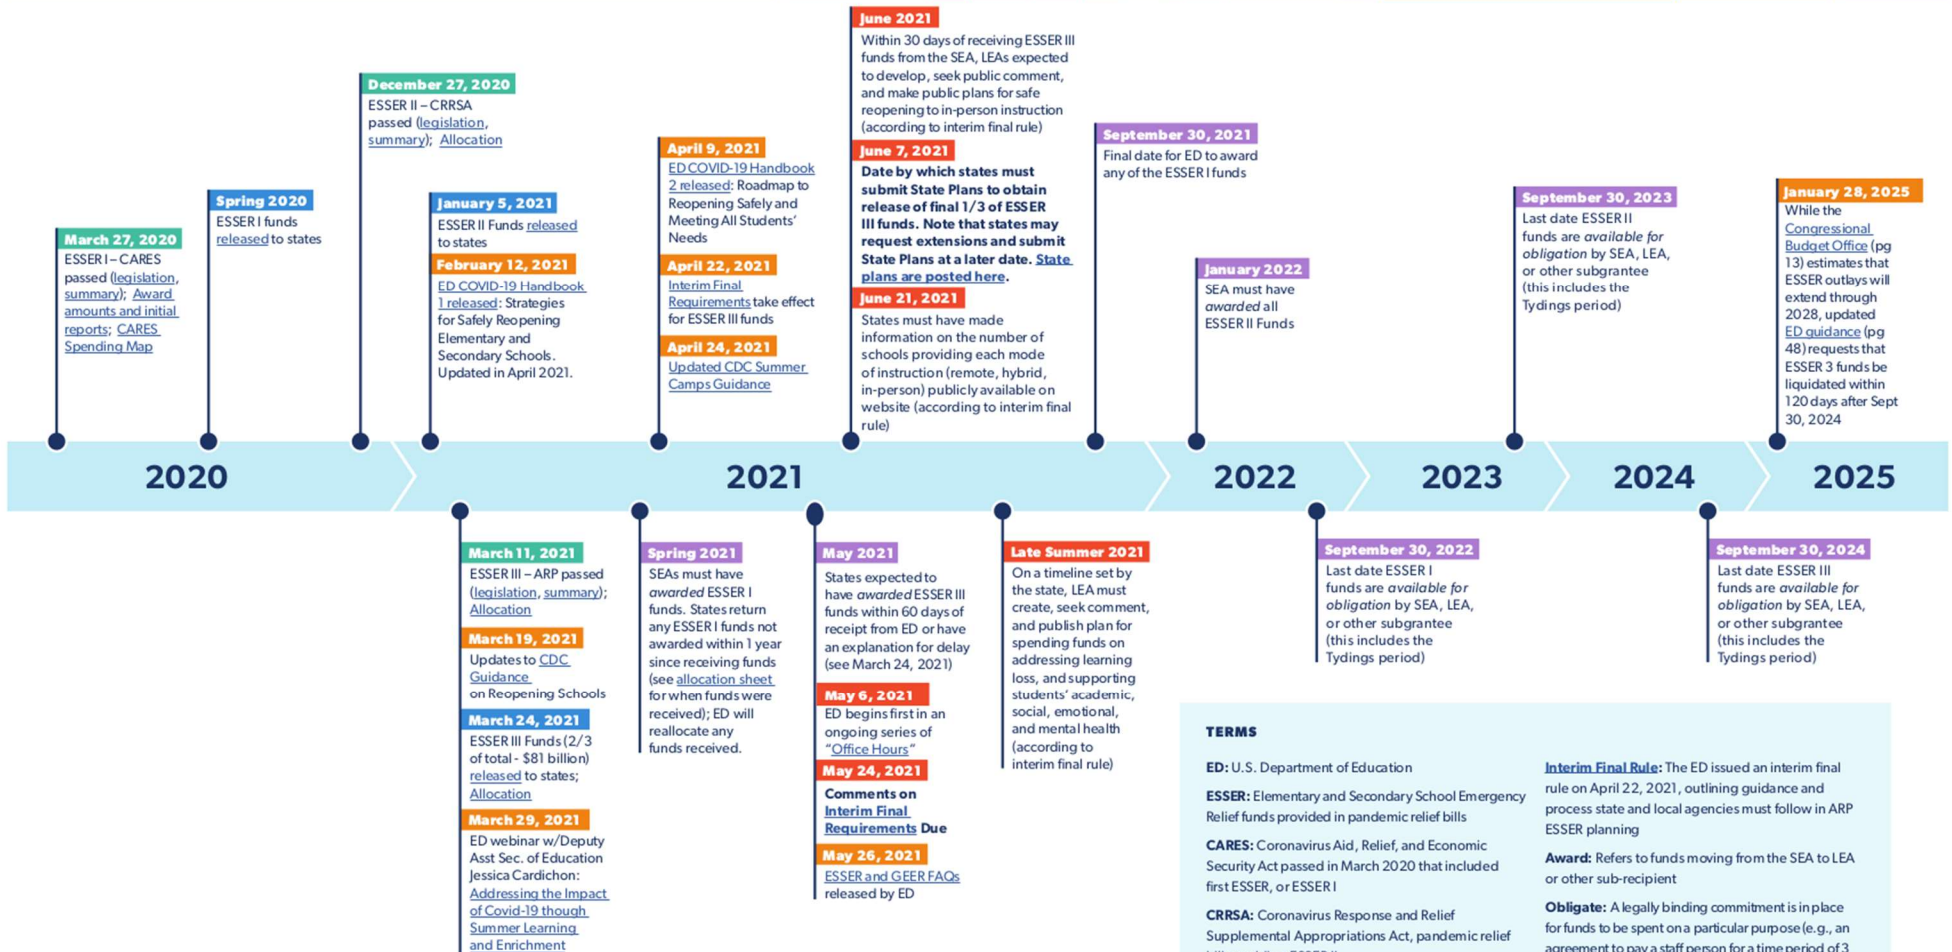 March 27, 2020
ESSER I – CARES
passed (legislation,
summary); Award
amounts and initial
reports; CARES
Spending Map
Spring 2020
ESSER I funds
released to states
December 27, 2020
ESSER II – CRRSA
passed (legislation,
summary); Allocation
January 5, 2021
ESSER II Funds released
to states
February 12, 2021
ED COVID-19 Handbook
1 released: Strategies
for Safely Reopening
Elementary and
Secondary Schools.
Updated in April 2021.
April 9, 2021
ED COVID-19 Handbook
2 released: Roadmap to
Reopening Safely and
Meeting All Students'
Needs
April 22, 2021
Interim Final
Requirements take effect
for ESSER III funds
April 24, 2021
Updated CDC Summer
Camps Guidance
June 2021
Within 30 days of receiving ESSER III
funds from the SEA, LEAs expected
to develop, seek public comment,
and make public plans for safe
reopening to in-person instruction
(according to interim final rule)
June 7, 2021
Date by which states must
submit State Plans to obtain
release of final 1/3 of ESSER
III funds. Note that states may
request extensions and submit
State Plans at a later date. State
plans are posted here.
June 21, 2021
States must have made
information on the number of
schools providing each mode
of instruction (remote, hybrid,
in-person) publicly available on
website (according to interim final
rule)
September 30, 2021
Final date for ED to award
any of the ESSER I funds
January 2022
SEA must have
awarded all
ESSER II Funds
September 30, 2023
Last date ESSER II
funds are available for
obligation by SEA, LEA,
or other subgrantee
(this includes the
Tydings period)
January 28, 2025
While the
Congressional
Budget Office (pg
13) estimates that
ESSER outlays will
extend through
2028, updated
ED guidance (pg
48) requests that
ESSER 3 funds be
liquidated within
120 days after Sept
30, 2024
2020
2021
2022
2023
2024
2025
March 11, 2021
ESSER III – ARP passed
(legislation, summary);
Allocation
March 19, 2021
Updates to CDC
Guidance
on Reopening Schools
March 24, 2021
ESSER III Funds (2/3
of total - $81 billion)
released to states;
Allocation
March 29, 2021
ED webinar w/Deputy
Asst Sec. of Education
Jessica Cardichon:
Addressing the Impact
of Covid-19 though
Summer Learning
and Enrichment
Spring 2021
SEAs must have
awarded ESSER I
funds. States return
any ESSER I funds not
awarded within 1 year
since receiving funds
(see allocation sheet
for when funds were
received); ED will
reallocate any
funds received.
May 2021
States expected to
have awarded ESSER III
funds within 60 days of
receipt from ED or have
an explanation for delay
(see March 24, 2021)
May 6, 2021
ED begins first in an
ongoing series of
"Office Hours"
May 24, 2021
Comments on
Interim Final
Requirements Due
May 26, 2021
ESSER and GEER FAQs
released by ED
Late Summer 2021
On a timeline set by
the state, LEA must
create, seek comment,
and publish plan for
spending funds on
addressing learning
loss, and supporting
students' academic,
social, emotional,
and mental health
(according to
interim final rule)
September 30, 2022
Last date ESSER I
funds are available for
obligation by SEA, LEA,
or other subgrantee
(this includes the
Tydings period)
September 30, 2024
Last date ESSER III
funds are available for
obligation by SEA, LEA,
or other subgrantee
(this includes the
Tydings period)
TERMS
ED: U.S. Department of Education
ESSER: Elementary and Secondary School Emergency
Relief funds provided in pandemic relief bills
CARES: Coronavirus Aid, Relief, and Economic
Security Act passed in March 2020 that included
first ESSER, or ESSER I
CRRSA: Coronavirus Response and Relief
Supplemental Appropriations Act, pandemic relief
Interim Final Rule: The ED issued an interim final
rule on April 22, 2021, outlining guidance and
process state and local agencies must follow in ARP
ESSER planning
Award: Refers to funds moving from the SEA to LEA
or other sub-recipient
Obligate: A legally binding commitment is in place
for funds to be spent on a particular purpose (e.g., an
agreement to pay a staff person for a time period of 3